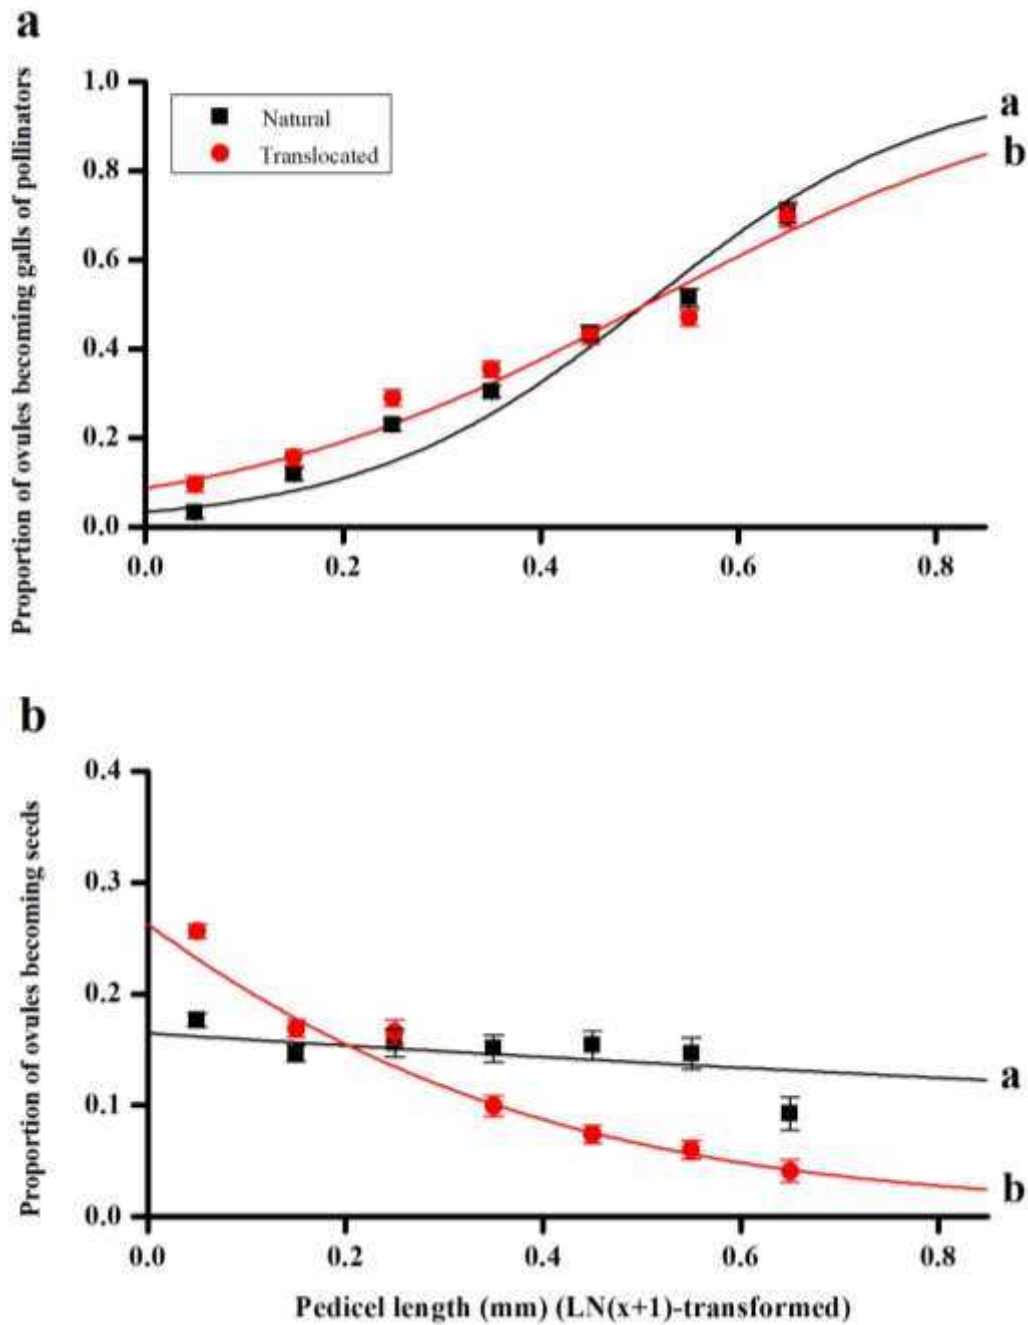 a
Proportion of ovules becoming galls of pollinators
1.0
0.8
0.6
0.4
0.2
0.0
Natural
Translocated
a
b
0.0 0.2 0.4 0.6 0.8
b
Proportion of ovules becoming seeds
0.4
0.3
0.2
0.1
0.0
a
b
0.0 0.2 0.4 0.6 0.8
Pedicel length (mm) (LN(x+1)-transformed)